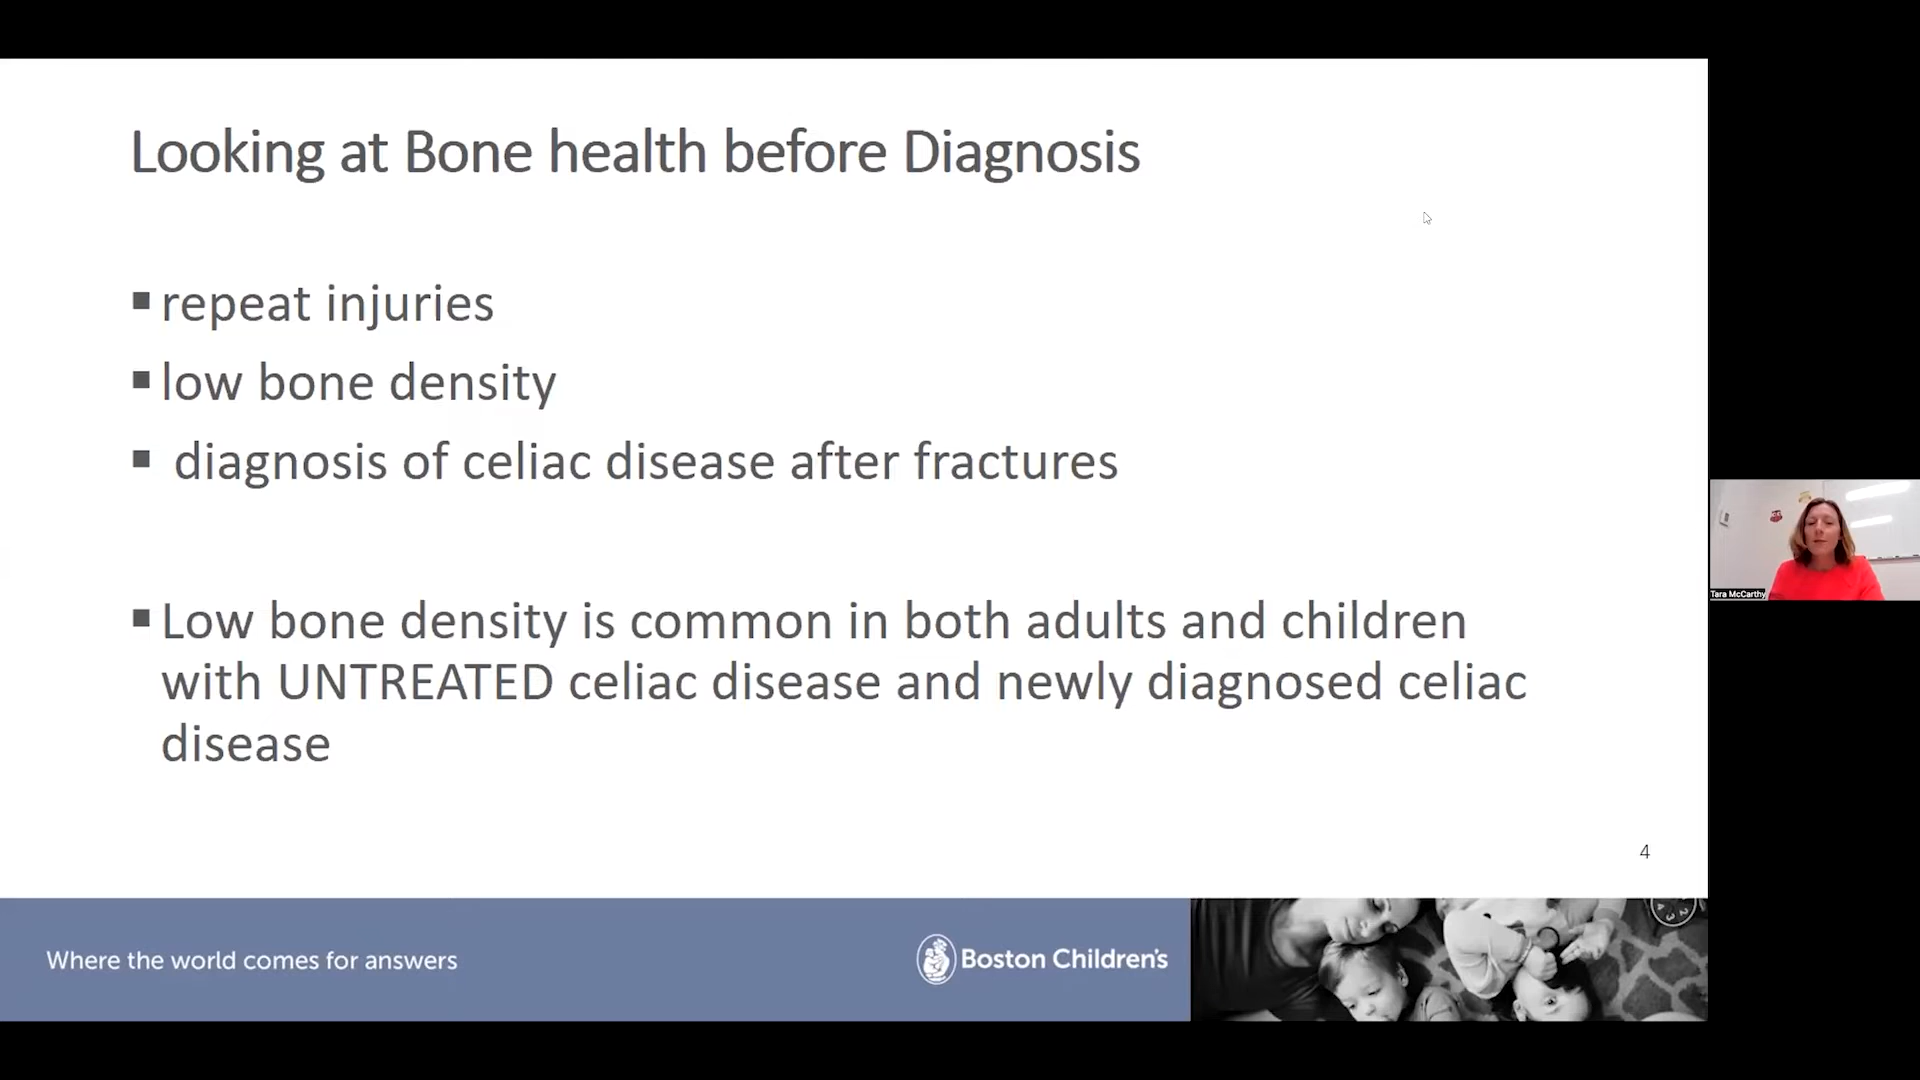 Looking at Bone health before Diagnosis
▪ repeat injuries
▪ low bone density
▪ diagnosis of celiac disease after fractures
▪ Low bone density is common in both adults and children
with UNTREATED celiac disease and newly diagnosed celiac
disease
4
Tara McCarthy
Where the world comes for answers
Boston Children's